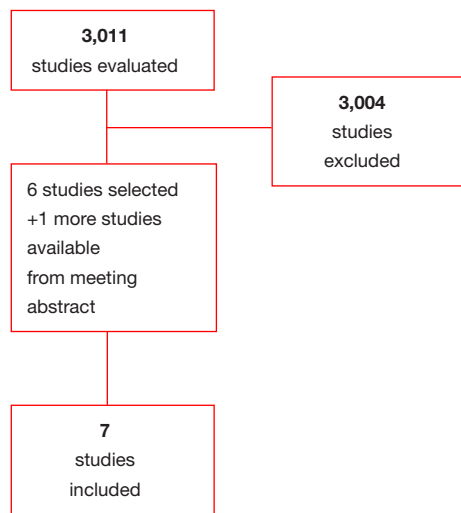 3,011
studies evaluated
3,004
studies
excluded
6 studies selected
+1 more studies
available
from meeting
abstract
7
studies
included